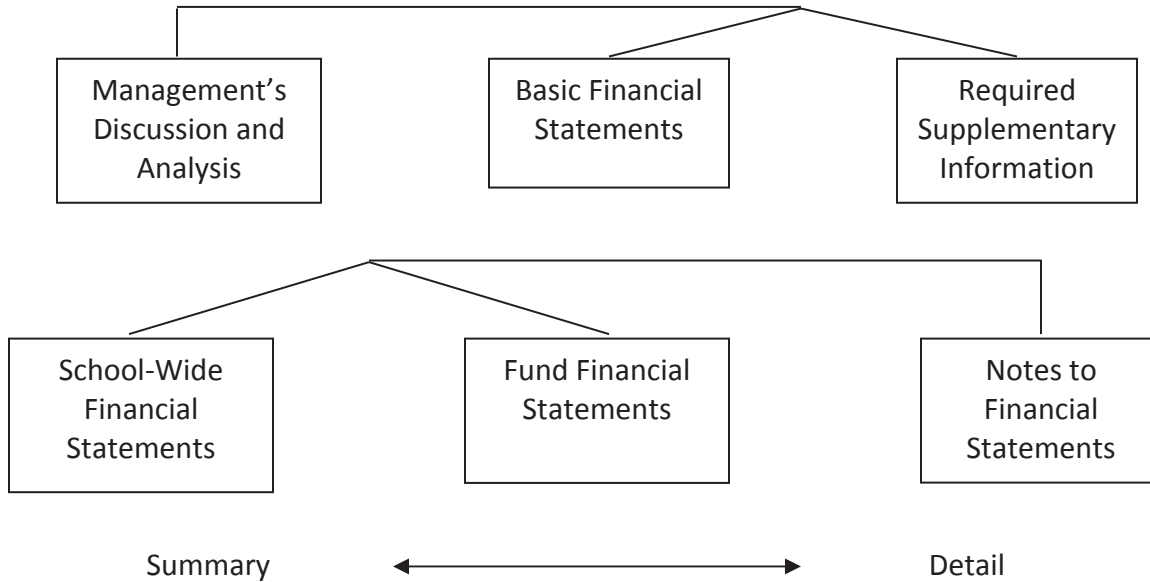 Management’s
Discussion and
Analysis
Basic Financial
Statements
Required
Supplementary
Information
School-Wide
Financial
Statements
Fund Financial
Statements
Notes to
Financial
Statements
Summary
Detail